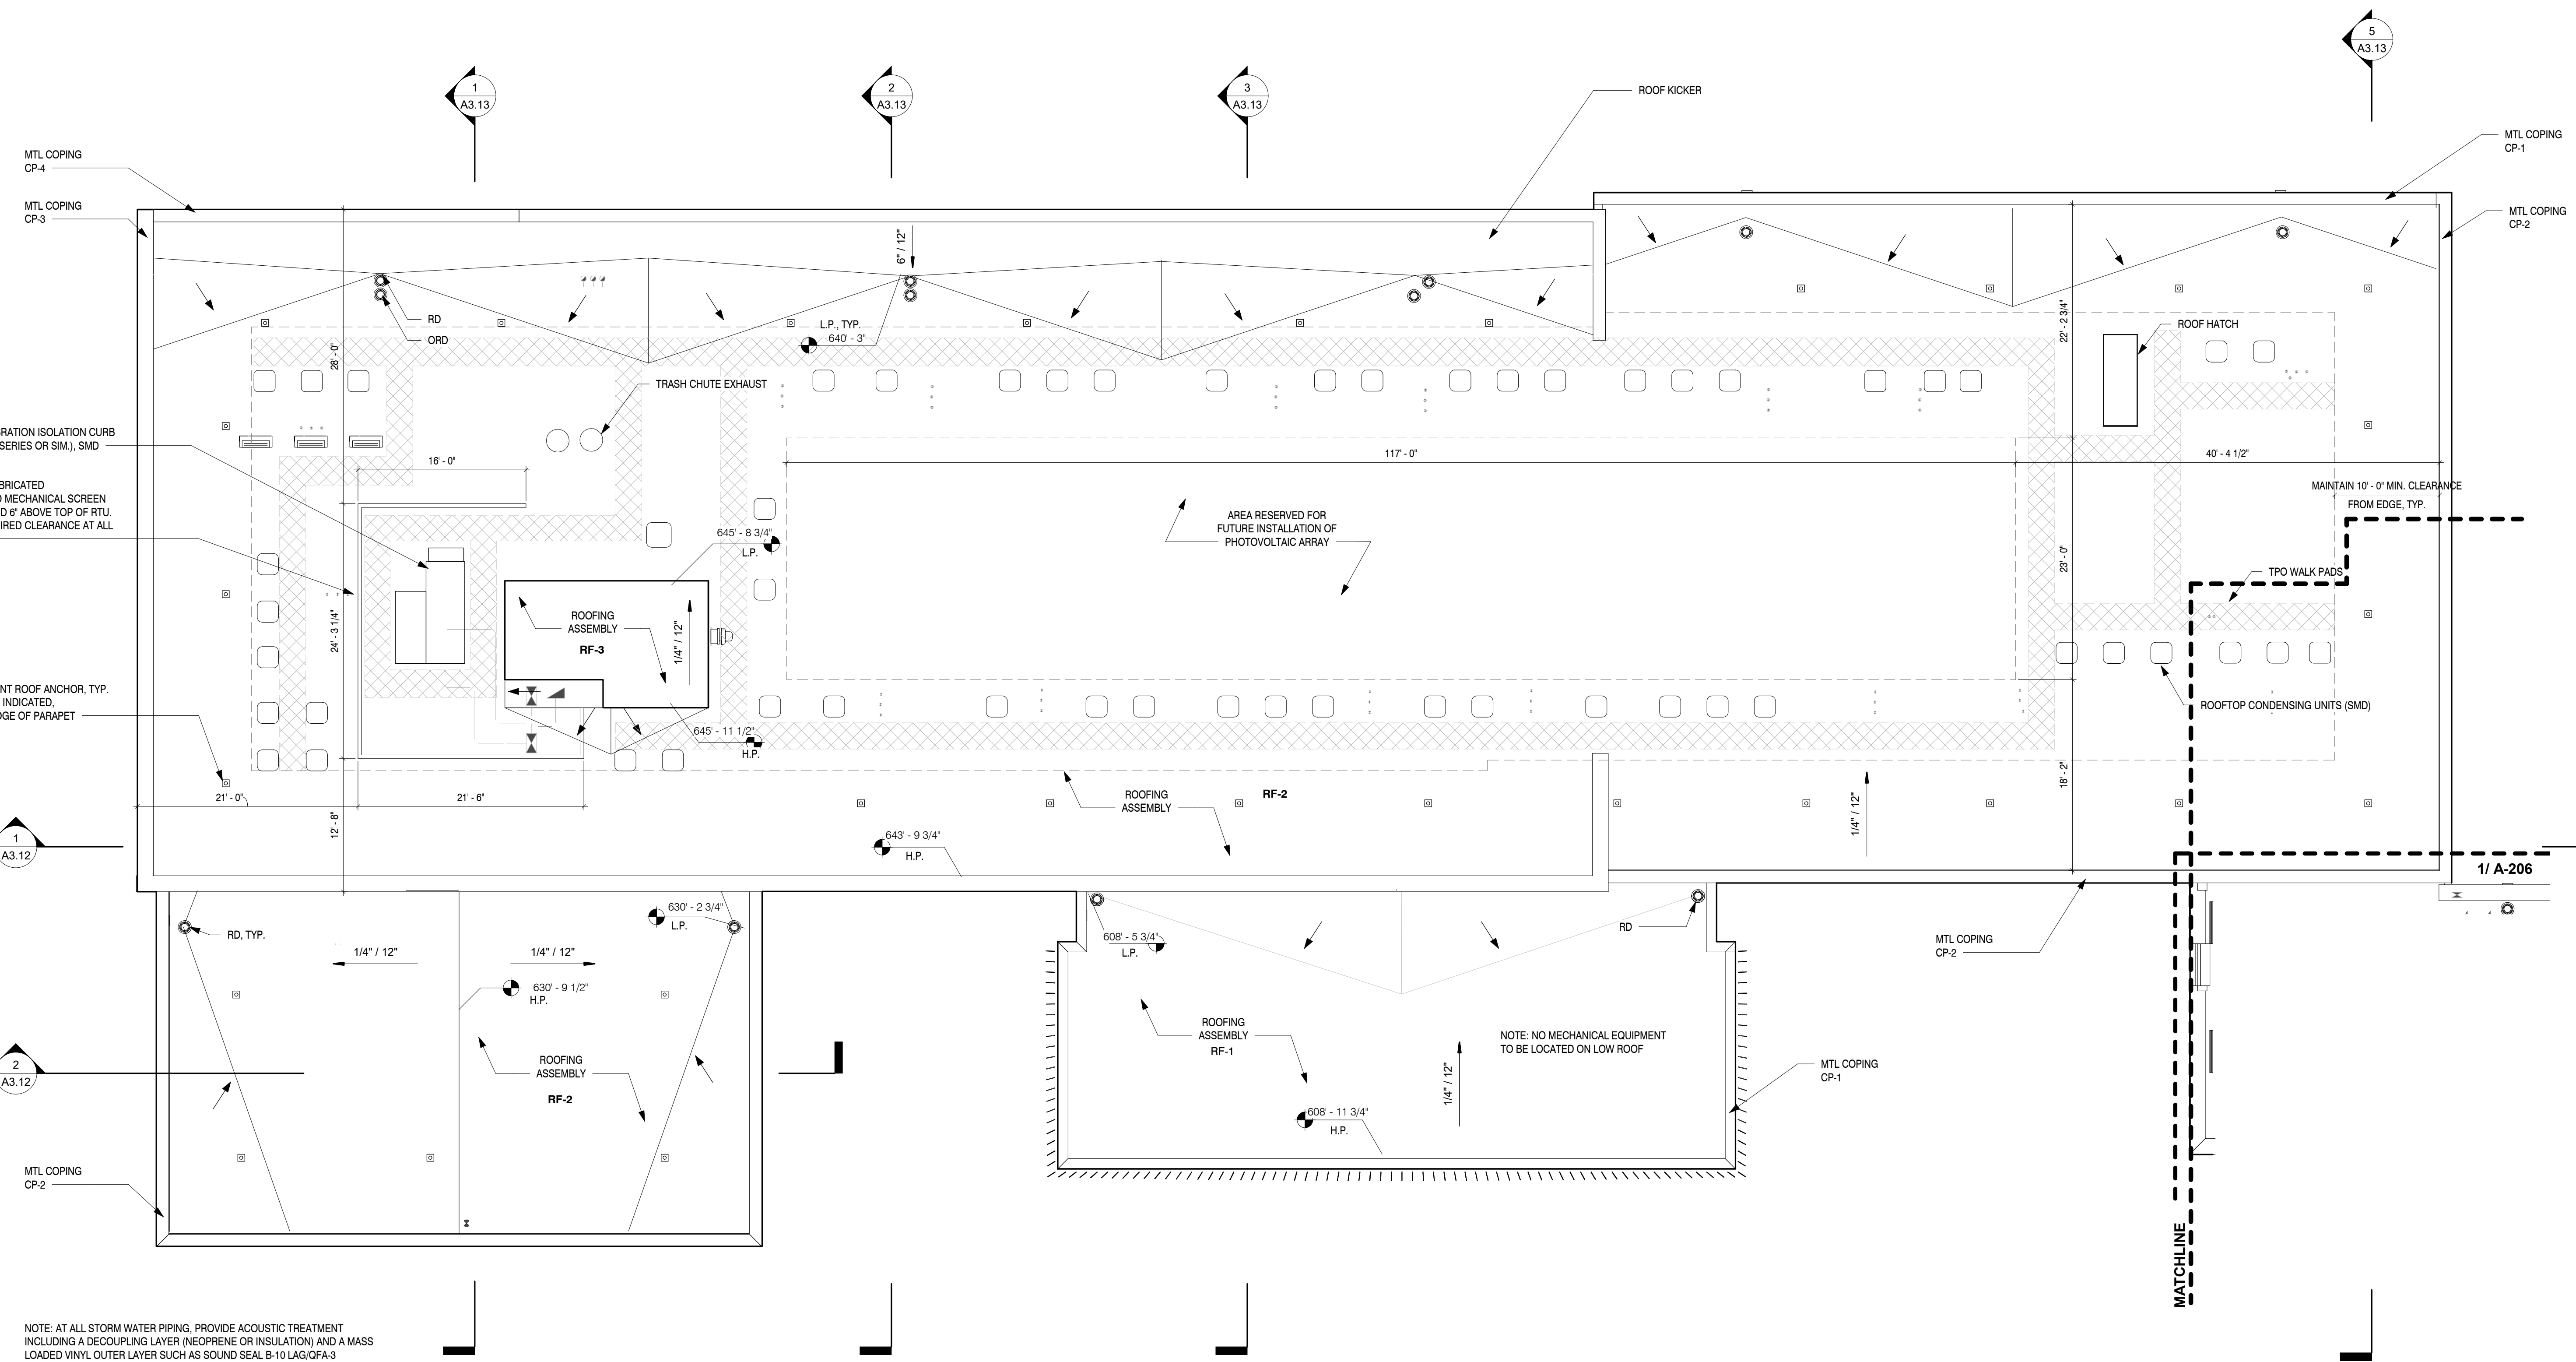 5
A3.13
1
A3.13
2
A3.13
3
A3.13
ROOF KICKER
MTL COPING
CP-4
MTL COPING
CP-1
MTL COPING
CP-3
MTL COPING
CP-2
6" / 12"
RD
ORD
L.P., TYP.
640' - 3"
28' - 0"
22' - 2 3/4"
ROOF HATCH
TRASH CHUTE EXHAUST
BRATION ISOLATION CURB
SERIES OR SIM.), SMD
16' - 0"
117' - 0"
40' - 4 1/2"
BRICATED
D MECHANICAL SCREEN
D 6" ABOVE TOP OF RTU.
IRED CLEARANCE AT ALL
MAINTAIN 10' - 0" MIN. CLEARANCE
FROM EDGE, TYP.
AREA RESERVED FOR
FUTURE INSTALLATION OF
PHOTOVOLTAIC ARRAY
645' - 8 3/4"
L.P.
23' - 0"
TPO WALK PADS
ROOFING
ASSEMBLY
RF-3
1/4" / 12"
24' - 3 1/4"
NT ROOF ANCHOR, TYP.
INDICATED,
DGE OF PARAPET
ROOFTOP CONDENSING UNITS (SMD)
645' - 11 1/2"
H.P.
21' - 0"
21' - 6"
12' - 8"
ROOFING
ASSEMBLY
RF-2
18' - 2"
1/4" / 12"
1
A3.12
643' - 9 3/4"
H.P.
1/ A-206
630' - 2 3/4"
L.P.
RD, TYP.
1/4" / 12"
1/4" / 12"
608' - 5 3/4"
L.P.
RD
MTL COPING
CP-2
630' - 9 1/2"
H.P.
ROOFING
ASSEMBLY
RF-1
NOTE: NO MECHANICAL EQUIPMENT
TO BE LOCATED ON LOW ROOF
2
A3.12
ROOFING
ASSEMBLY
RF-2
1/4" / 12"
MTL COPING
CP-1
608' - 11 3/4"
H.P.
MTL COPING
CP-2
MATCHLINE
NOTE: AT ALL STORM WATER PIPING, PROVIDE ACOUSTIC TREATMENT
INCLUDING A DECOUPLING LAYER (NEOPRENE OR INSULATION) AND A MASS
LOADED VINYL OUTER LAYER SUCH AS SOUND SEAL B-10 LAG/QFA-3